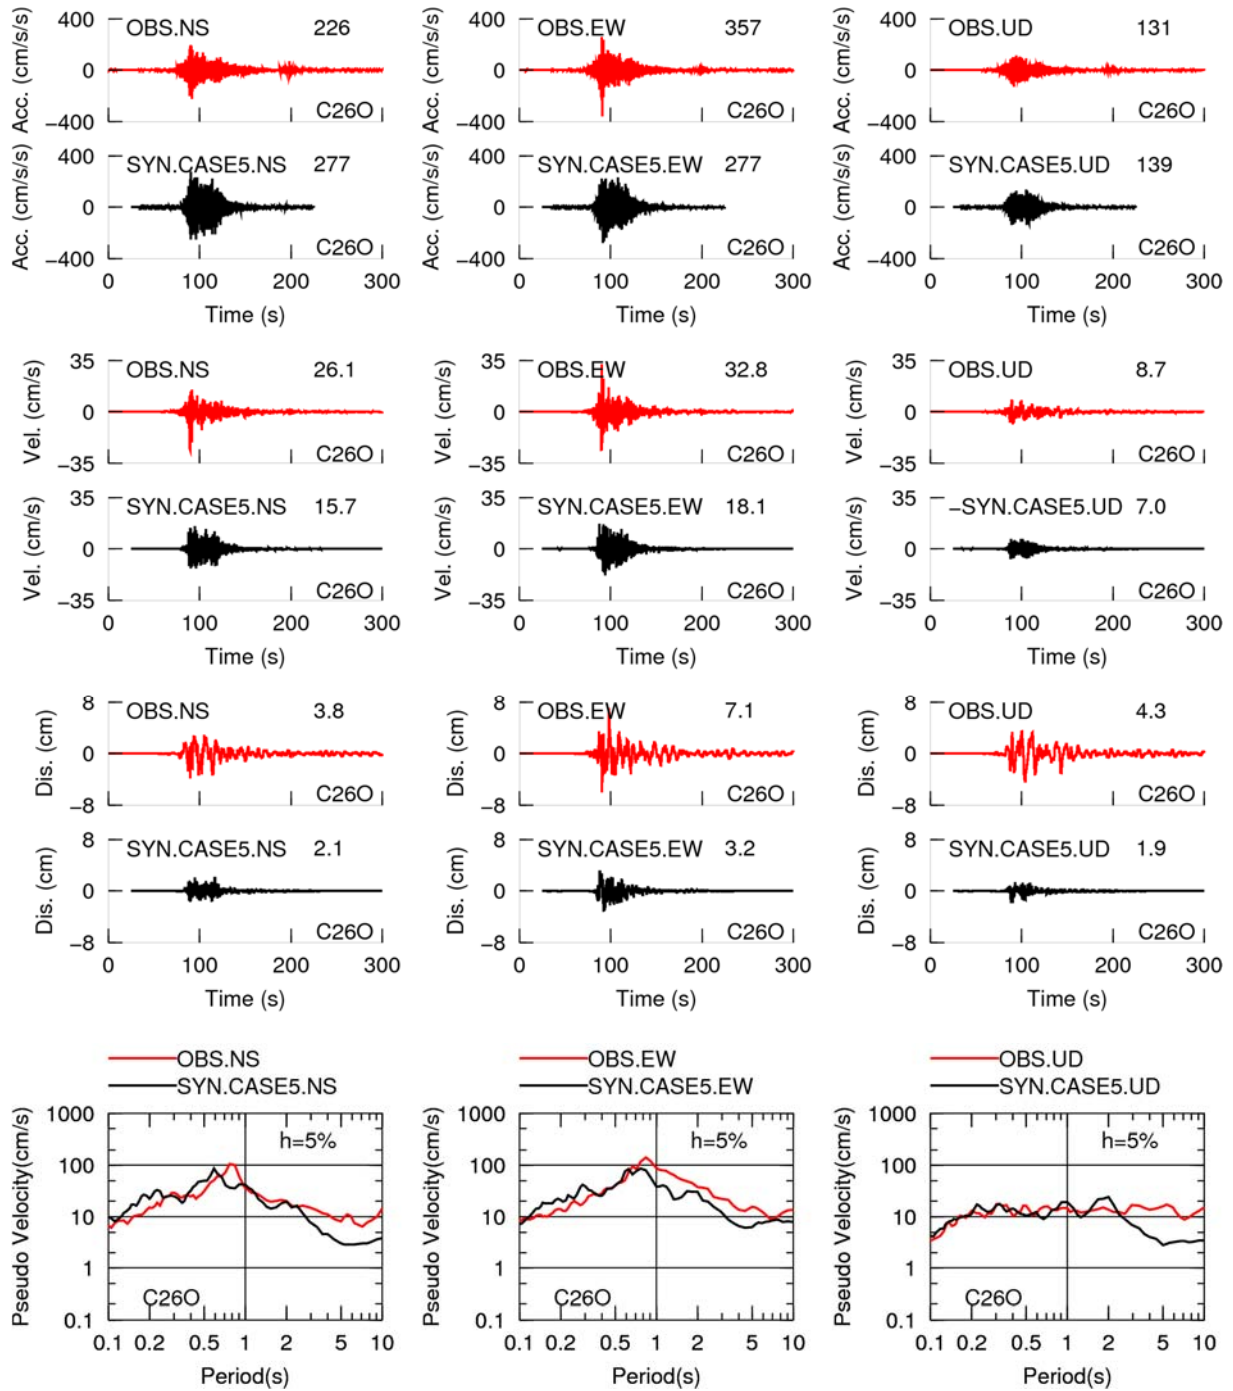 400 OBS.NS 226
0
−400 C26O
Acc. (cm/s/s)
400 OBS.EW 357
0
−400 C26O
Acc. (cm/s/s)
400 OBS.UD 131
0
−400 C26O
Acc. (cm/s/s)
400 SYN.CASE5.NS 277
0
−400 C26O
Acc. (cm/s/s)
0 100 200 300
Time (s)
400 SYN.CASE5.EW 277
0
−400 C26O
Acc. (cm/s/s)
0 100 200 300
Time (s)
400 SYN.CASE5.UD 139
0
−400 C26O
Acc. (cm/s/s)
0 100 200 300
Time (s)
35 OBS.NS 26.1
0
−35 C26O
Vel. (cm/s)
35 OBS.EW 32.8
0
−35 C26O
Vel. (cm/s)
35 OBS.UD 8.7
0
−35 C26O
Vel. (cm/s)
35 SYN.CASE5.NS 15.7
0
−35 C26O
Vel. (cm/s)
0 100 200 300
Time (s)
35 SYN.CASE5.EW 18.1
0
−35 C26O
Vel. (cm/s)
0 100 200 300
Time (s)
35 −SYN.CASE5.UD 7.0
0
−35 C26O
Vel. (cm/s)
0 100 200 300
Time (s)
8 OBS.NS 3.8
0
−8 C26O
Dis. (cm)
8 OBS.EW 7.1
0
−8 C26O
Dis. (cm)
8 OBS.UD 4.3
0
−8 C26O
Dis. (cm)
8 SYN.CASE5.NS 2.1
0
−8 C26O
Dis. (cm)
0 100 200 300
Time (s)
8 SYN.CASE5.EW 3.2
0
−8 C26O
Dis. (cm)
0 100 200 300
Time (s)
8 SYN.CASE5.UD 1.9
0
−8 C26O
Dis. (cm)
0 100 200 300
Time (s)
OBS.NS
SYN.CASE5.NS
1000
h=5%
100
10
1
C26O
0.1
Pseudo Velocity(cm/s)
0.1 0.2 0.5 1 2 5 10
Period(s)
OBS.EW
SYN.CASE5.EW
1000
h=5%
100
10
1
C26O
0.1
Pseudo Velocity(cm/s)
0.1 0.2 0.5 1 2 5 10
Period(s)
OBS.UD
SYN.CASE5.UD
1000
h=5%
100
10
1
C26O
0.1
Pseudo Velocity(cm/s)
0.1 0.2 0.5 1 2 5 10
Period(s)